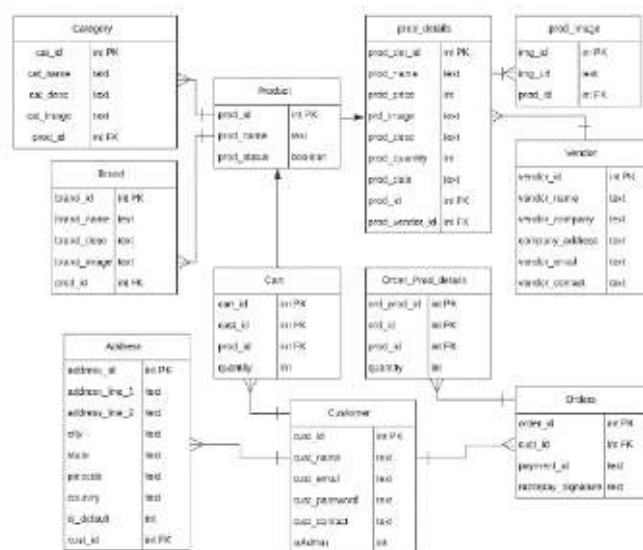 Category
cat_id int PK
cat_name text
cat_desc text
cat_image text
prod_id int FK
Product
prod_id int PK
prod_name text
prod_status boolean
prod_details
prod_det_id int PK
prod_name text
prod_price int
prd_image text
prod_desc text
prod_quantity int
prod_date text
prod_id int FK
prod_vendor_id int FK
prod_image
img_id int PK
img_url text
prod_id int FK
Vendor
vendor_id int PK
vendor_name text
vendor_company text
company_address text
vendor_email text
vendor_contact text
Brand
brand_id int PK
brand_name text
brand_desc text
brand_image text
prod_id int FK
Cart
cart_id int PK
cust_id int FK
prod_id int FK
quantity int
Order_Prod_details
ord_prod_id int PK
ord_id int FK
prod_id int FK
quantity int
Address
address_id int PK
address_line_1 text
address_line_2 text
city text
state text
pincode text
country text
is_default int
cust_id int FK
Customer
cust_id int PK
cust_name text
cust_email text
cust_password text
cust_contact text
isAdmin int
Orders
order_id int PK
cust_id int FK
payment_id text
razorpay_signature text